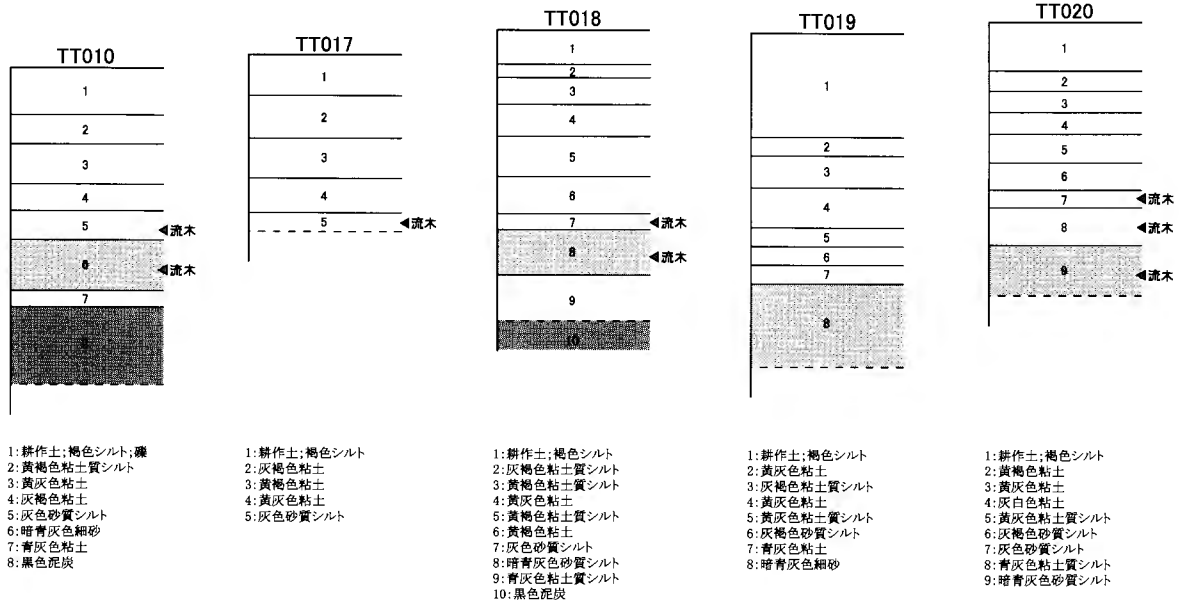 TT010
1
2
3
4
5
◀流木
6
◀流木
7
8
TT017
1
2
3
4
5
◀流木
TT018
1
2
3
4
5
6
7
◀流木
8
◀流木
9
10
TT019
1
2
3
4
5
6
7
8
TT020
1
2
3
4
5
6
7
◀流木
8
◀流木
9
◀流木
1:耕作土;褐色シルト;礫
2:黄褐色粘土質シルト
3:黄灰色粘土
4:灰褐色粘土
5:灰色砂質シルト
6:暗青灰色細砂
7:青灰色粘土
8:黒色泥炭
1:耕作土;褐色シルト
2:灰褐色粘土
3:黄褐色粘土
4:黄灰色粘土
5:灰色砂質シルト
1:耕作土;褐色シルト
2:灰褐色粘土質シルト
3:黄褐色粘土質シルト
4:黄灰色粘土
5:黄褐色粘土質シルト
6:黄褐色粘土
7:灰色砂質シルト
8:暗青灰色砂質シルト
9:青灰色粘土質シルト
10:黒色泥炭
1:耕作土;褐色シルト
2:黄灰色粘土
3:灰褐色粘土質シルト
4:黄灰色粘土
5:黄灰色粘土質シルト
6:灰褐色砂質シルト
7:青灰色粘土
8:暗青灰色細砂
1:耕作土;褐色シルト
2:黄褐色粘土
3:黄灰色粘土
4:灰白色粘土
5:黄灰色粘土質シルト
6:灰褐色砂質シルト
7:灰色砂質シルト
8:青灰色粘土質シルト
9:暗青灰色砂質シルト